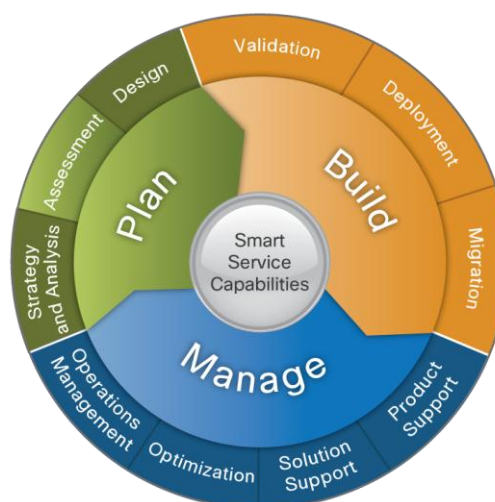 Smart
Service
Capabilities
Plan
Strategy
and Analysis
Assessment
Design
Build
Validation
Deployment
Migration
Manage
Product
Support
Solution
Support
Optimization
Operations
Management